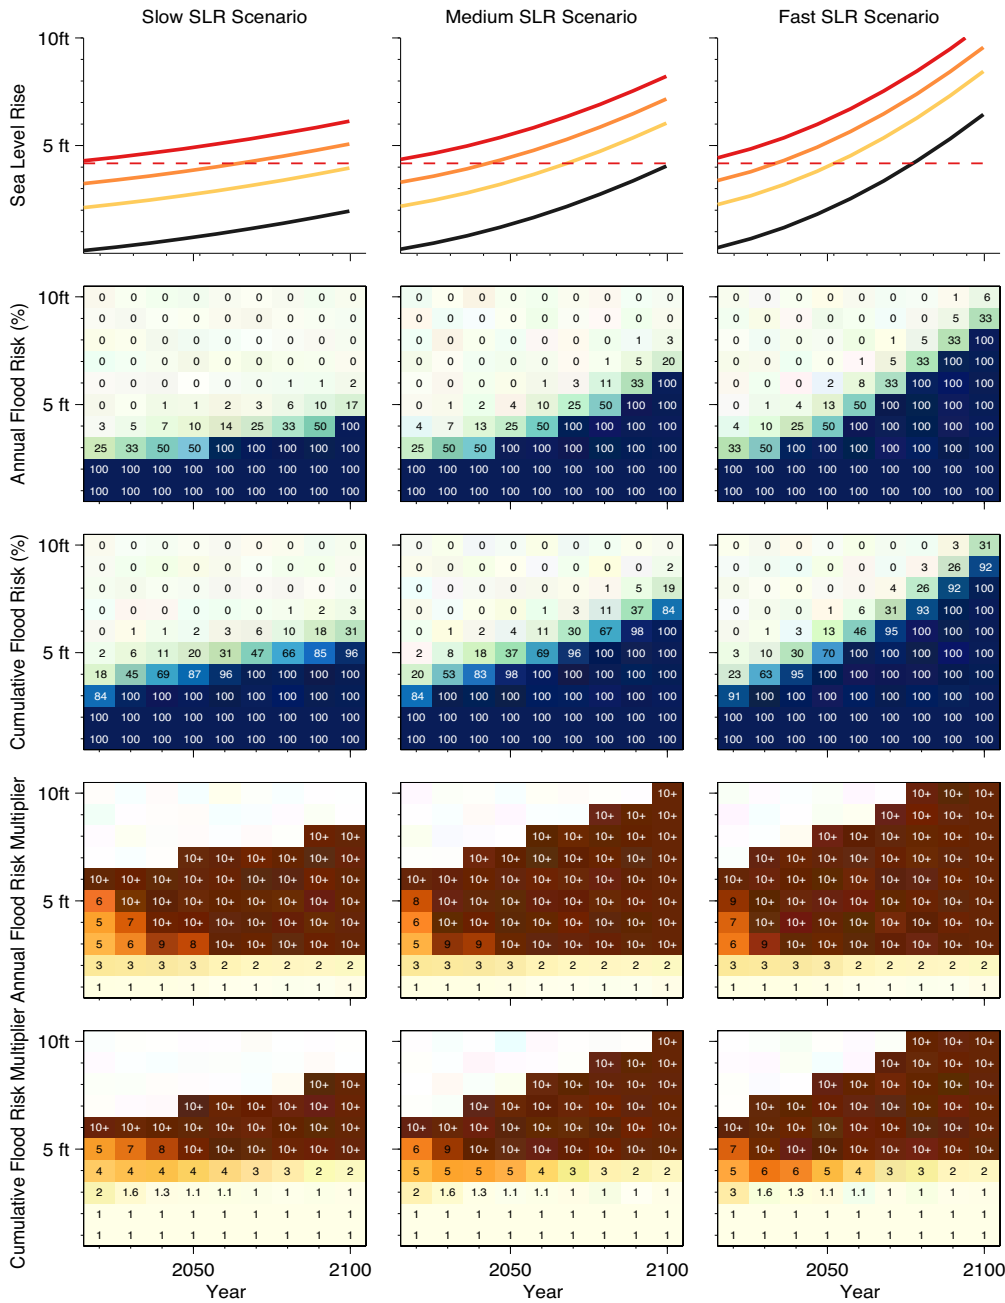 Slow SLR Scenario Medium SLR Scenario Fast SLR Scenario
Sea Level Rise
10ft
5 ft
2050 2100 2050 2100 2050 2100
Annual Flood Risk (%)
10ft 0 0 0 0 0 0 0 0 0 0 0 0 0 0 0 0 0 0 0 0 0 0 0 0 0 1 6
0 0 0 0 0 0 0 0 0 0 0 0 0 0 0 0 0 0 0 0 0 0 0 0 0 5 33
0 0 0 0 0 0 0 0 0 0 0 0 0 0 0 0 1 3 0 0 0 0 0 1 5 33 100
0 0 0 0 0 0 0 0 0 0 0 0 0 0 0 1 5 20 0 0 0 0 1 5 33 100 100
0 0 0 0 0 0 1 1 2 0 0 0 0 1 3 11 33 100 0 0 0 2 8 33 100 100 100
5 ft 0 0 1 1 2 3 6 10 17 0 1 2 4 10 25 50 100 100 0 1 4 13 50 100 100 100 100
3 5 7 10 14 25 33 50 100 4 7 13 25 50 100 100 100 100 4 10 25 50 100 100 100 100 100
25 33 50 50 100 100 100 100 100 25 50 50 100 100 100 100 100 100 33 50 100 100 100 100 100 100 100
100 100 100 100 100 100 100 100 100 100 100 100 100 100 100 100 100 100 100 100 100 100 100 100 100 100 100
100 100 100 100 100 100 100 100 100 100 100 100 100 100 100 100 100 100 100 100 100 100 100 100 100 100 100
Cumulative Flood Risk (%)
10ft 0 0 0 0 0 0 0 0 0 0 0 0 0 0 0 0 0 0 0 0 0 0 0 0 0 3 31
0 0 0 0 0 0 0 0 0 0 0 0 0 0 0 0 0 2 0 0 0 0 0 0 3 26 92
0 0 0 0 0 0 0 0 0 0 0 0 0 0 0 1 5 19 0 0 0 0 0 4 26 92 100
0 0 0 0 0 0 1 2 3 0 0 0 0 1 3 11 37 84 0 0 0 1 6 31 93 100 100
0 1 1 2 3 6 10 18 31 0 1 2 4 11 30 67 98 100 0 1 3 13 46 95 100 100 100
5 ft 2 6 11 20 31 47 66 85 96 2 8 18 37 69 96 100 100 100 3 10 30 70 100 100 100 100 100
18 45 69 87 96 100 100 100 100 20 53 83 98 100 100 100 100 100 23 63 95 100 100 100 100 100 100
84 100 100 100 100 100 100 100 100 84 100 100 100 100 100 100 100 100 91 100 100 100 100 100 100 100 100
100 100 100 100 100 100 100 100 100 100 100 100 100 100 100 100 100 100 100 100 100 100 100 100 100 100 100
100 100 100 100 100 100 100 100 100 100 100 100 100 100 100 100 100 100 100 100 100 100 100 100 100 100 100
Annual Flood Risk Multiplier
10ft 10+ 10+ 10+ 10+
10+ 10+ 10+ 10+ 10+ 10+ 10+
10+ 10+ 10+ 10+ 10+ 10+ 10+ 10+ 10+ 10+ 10+ 10+ 10+
10+ 10+ 10+ 10+ 10+ 10+ 10+ 10+ 10+ 10+ 10+ 10+ 10+ 10+ 10+ 10+ 10+ 10+ 10+ 10+ 10+
10+ 10+ 10+ 10+ 10+ 10+ 10+ 10+ 10+ 10+ 10+ 10+ 10+ 10+ 10+ 10+ 10+ 10+ 10+ 10+ 10+ 10+ 10+ 10+ 10+ 10+ 10+
5 ft 6 10+ 10+ 10+ 10+ 10+ 10+ 10+ 10+ 8 10+ 10+ 10+ 10+ 10+ 10+ 10+ 10+ 9 10+ 10+ 10+ 10+ 10+ 10+ 10+ 10+
5 7 10+ 10+ 10+ 10+ 10+ 10+ 10+ 6 10+ 10+ 10+ 10+ 10+ 10+ 10+ 10+ 7 10+ 10+ 10+ 10+ 10+ 10+ 10+ 10+
5 6 9 8 10+ 10+ 10+ 10+ 10+ 5 9 9 10+ 10+ 10+ 10+ 10+ 10+ 6 9 10+ 10+ 10+ 10+ 10+ 10+ 10+
3 3 3 3 2 2 2 2 2 3 3 3 3 2 2 2 2 2 3 3 3 2 2 2 2 2 2
1 1 1 1 1 1 1 1 1 1 1 1 1 1 1 1 1 1 1 1 1 1 1 1 1 1 1
Cumulative Flood Risk Multiplier
10ft 10+ 10+ 10+ 10+
10+ 10+ 10+ 10+ 10+ 10+ 10+
10+ 10+ 10+ 10+ 10+ 10+ 10+ 10+ 10+ 10+ 10+ 10+ 10+
10+ 10+ 10+ 10+ 10+ 10+ 10+ 10+ 10+ 10+ 10+ 10+ 10+ 10+ 10+ 10+ 10+ 10+ 10+ 10+ 10+
10+ 10+ 10+ 10+ 10+ 10+ 10+ 10+ 10+ 10+ 10+ 10+ 10+ 10+ 10+ 10+ 10+ 10+ 10+ 10+ 10+ 10+ 10+ 10+ 10+ 10+ 10+
5 ft 5 7 8 10+ 10+ 10+ 10+ 10+ 10+ 6 9 10+ 10+ 10+ 10+ 10+ 10+ 10+ 7 10+ 10+ 10+ 10+ 10+ 10+ 10+ 10+
4 4 4 4 4 3 3 2 2 5 5 5 5 4 3 3 2 2 5 6 6 5 4 3 3 2 2
2 1.6 1.3 1.1 1.1 1 1 1 1 2 1.6 1.3 1.1 1.1 1 1 1 1 3 1.6 1.3 1.1 1.1 1 1 1 1
1 1 1 1 1 1 1 1 1 1 1 1 1 1 1 1 1 1 1 1 1 1 1 1 1 1 1
1 1 1 1 1 1 1 1 1 1 1 1 1 1 1 1 1 1 1 1 1 1 1 1 1 1 1
2050 2100 2050 2100 2050 2100
Year Year Year